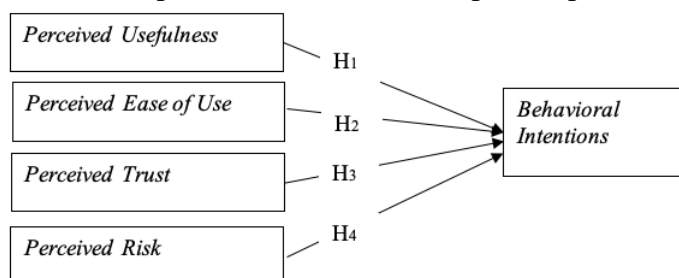 Perceived Usefulness
H1
Perceived Ease of Use
H2
Behavioral
Intentions
Perceived Trust
H3
Perceived Risk
H4